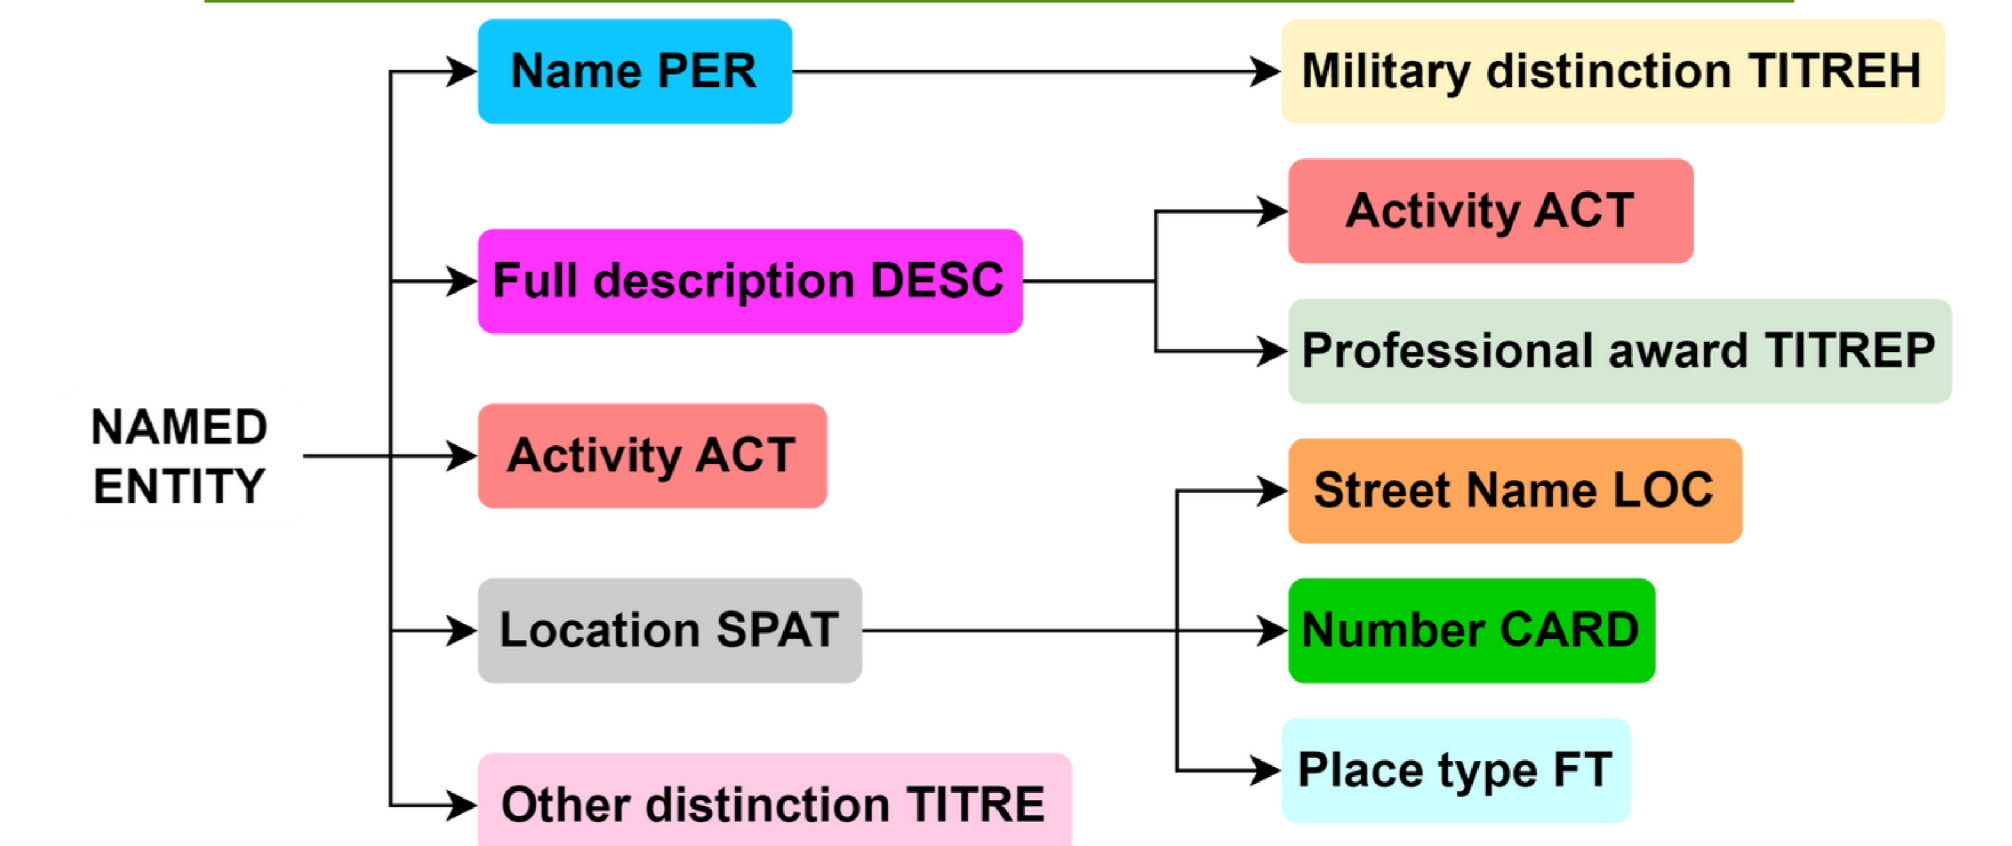 Name PER
Military distinction TITREH
Activity ACT
Full description DESC
Professional award TITREP
NAMED
ENTITY
Activity ACT
Street Name LOC
Location SPAT
Number CARD
Place type FT
Other distinction TITRE